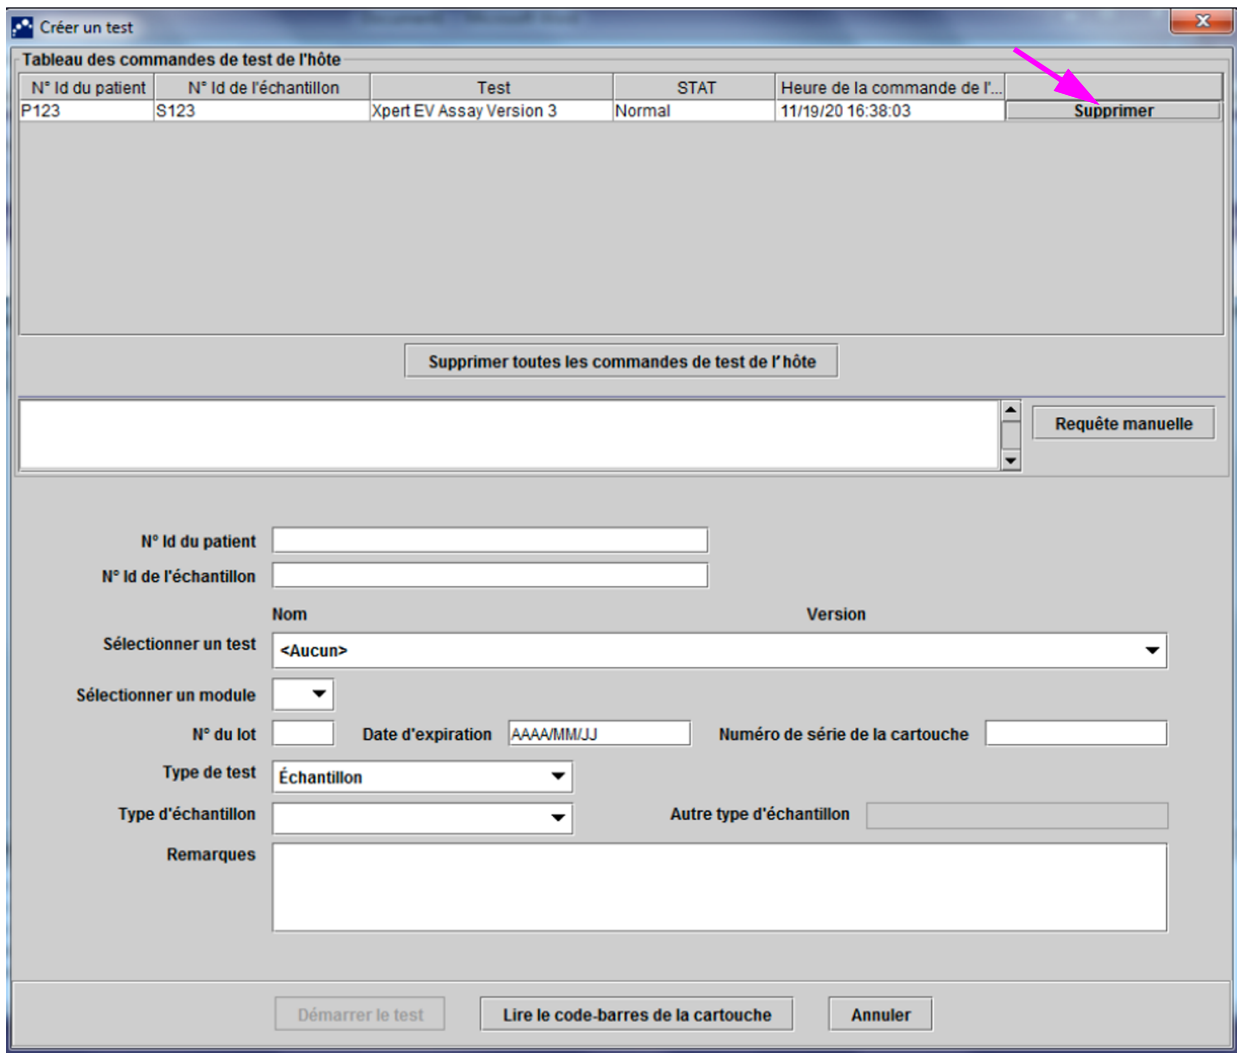 Créer un test
Tableau des commandes de test de l'hôte
N° Id du patient N° Id de l'échantillon Test STAT Heure de la commande de l'...
P123 S123 Xpert EV Assay Version 3 Normal 11/19/20 16:38:03 Supprimer
Supprimer toutes les commandes de test de l'hôte
Requête manuelle
N° Id du patient
N° Id de l'échantillon
Nom Version
Sélectionner un test <Aucun>
Sélectionner un module
N° du lot Date d'expiration AAAA/MM/JJ Numéro de série de la cartouche
Type de test Échantillon
Type d'échantillon Autre type d'échantillon
Remarques
Démarrer le test Lire le code-barres de la cartouche Annuler